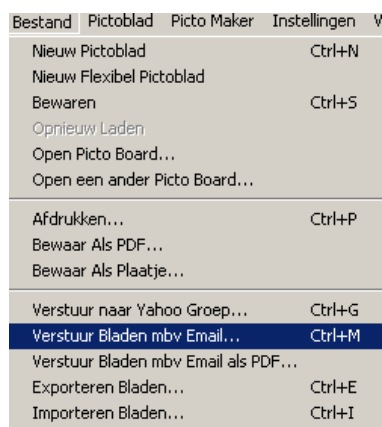 Bestand Pictoblad Picto Maker Instellingen
Nieuw Pictoblad Ctrl+N
Nieuw Flexibel Pictoblad
Bewaren Ctrl+S
Opnieuw Laden
Open Picto Board...
Open een ander Picto Board...
Afdrukken... Ctrl+P
Bewaar Als PDF...
Bewaar Als Plaatje...
Verstuur naar Yahoo Groep... Ctrl+G
Verstuur Bladen mbv Email... Ctrl+M
Verstuur Bladen mbv Email als PDF...
Exporteren Bladen... Ctrl+E
Importeren Bladen... Ctrl+I